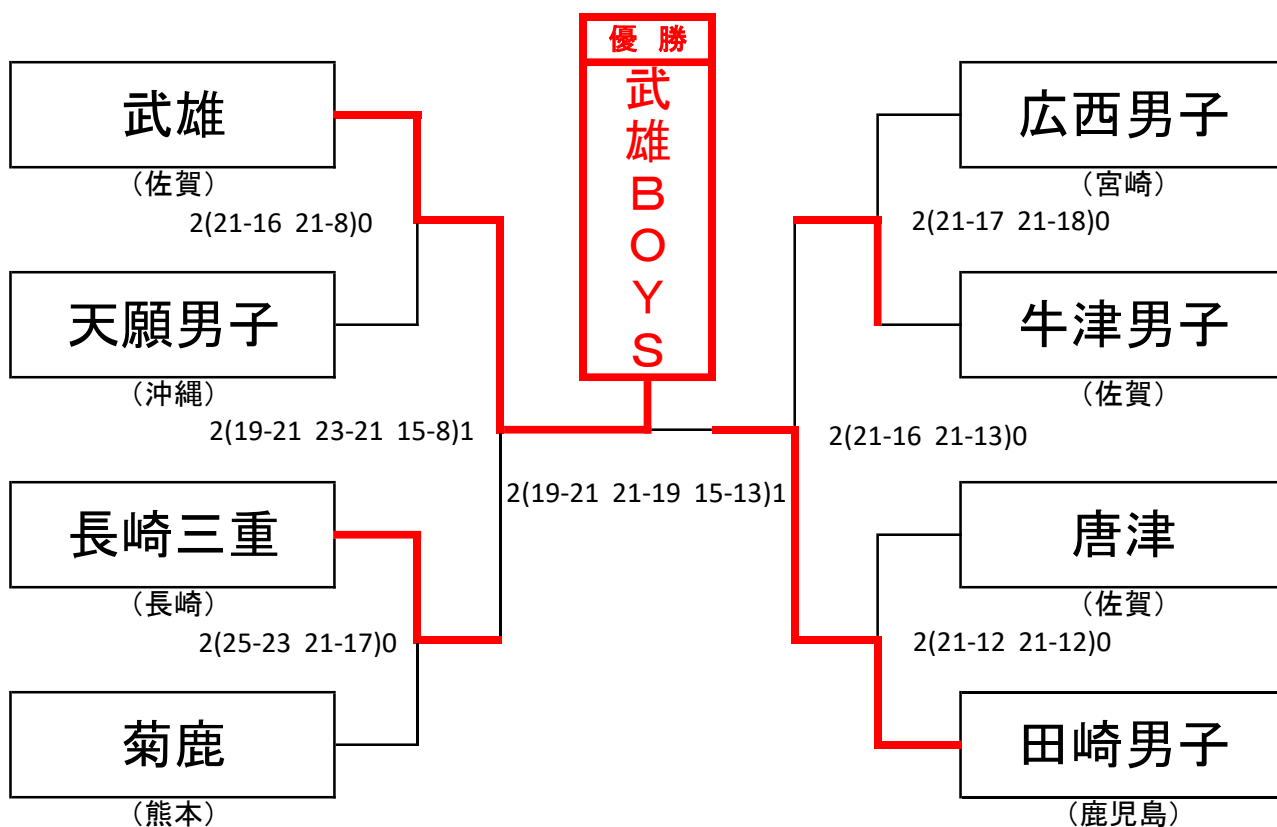 優 勝
武雄BOYS
武雄
（佐賀）
2(21-16 21-8)0
天願男子
（沖縄）
2(19-21 23-21 15-8)1
長崎三重
（長崎）
2(25-23 21-17)0
菊鹿
（熊本）
2(19-21 21-19 15-13)1
広西男子
（宮崎）
2(21-17 21-18)0
牛津男子
（佐賀）
2(21-16 21-13)0
唐津
（佐賀）
2(21-12 21-12)0
田崎男子
（鹿児島）